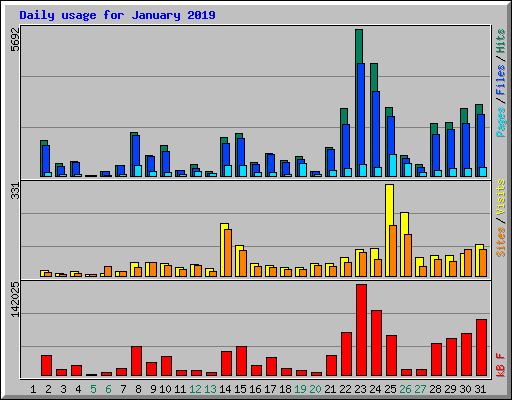 Daily usage for January 2019
5692
Pages / Files / Hits
331
Sites / Visits
142025
kB F
1 2 3 4 5 6 7 8 9 10 11 12 13 14 15 16 17 18 19 20 21 22 23 24 25 26 27 28 29 30 31